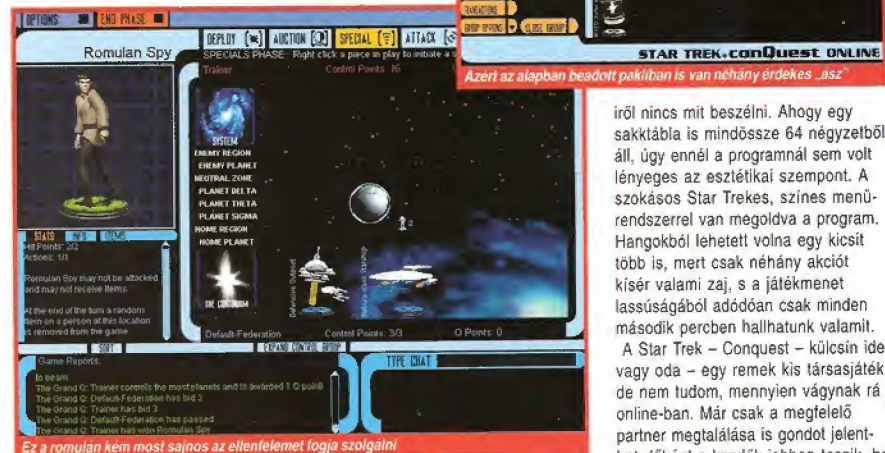 OPTIONS
END PHASE
Romulan Spy
DEPLOY
AUCTION
SPECIAL
ATTACK
SPECIALS PHASE: Right click a piece in play to initiate a
Trainer
Control Points: 16
SYSTEM
ENEMY REGION
ENEMY PLANET
NEUTRAL ZONE
PLANET DELTA
PLANET THETA
PLANET SIGMA
HOME REGION
HOME PLANET
THE CONTINUUM
2
Defensive Outpost
Default-Federation
Control Points: 3/3
Q Points: 0
STATS
INFO
ITEMS
Hit Points: 2/2
Actions: 1/1
Romulan Spy may not be attacked
and may not receive Items
At the end of the turn a random
Item on a person at this location
is removed from the game
SORT
EXPAND CONTROL GROUP
Game Reports:
to beam
The Grand Q: Trainer controls the most planets and is awarded 1 Q point
The Grand Q: Default-Federation has bid 2
The Grand Q: Trainer has bid 3
The Grand Q: Default-Federation has passed
The Grand Q: Trainer has won Romulan Spy
TYPE CHAT
Ez a romulán kém most sajnos az ellenfelemet fogja szolgálni
TRANSACTIONS
GROUP OPTIONS
CLOSE GROUP
STAR TREK: conQuest ONLINE
Azért az alapban beadott pakliban is van néhány érdekes „ász”
iről nincs mit beszélni. Ahogy egy
sakktábla is mindössze 64 négyzetből
áll, úgy ennél a programnál sem volt
lényeges az esztétikai szempont. A
szokásos Star Trekes, színes menü-
rendszerrel van megoldva a program.
Hangokból lehetett volna egy kicsit
több is, mert csak néhány akciót
kísér valami zaj, s a játékmenet
lassúságából adódóan csak minden
második percben hallhatunk valamit.
A Star Trek – Conquest – külcsín ide
vagy oda – egy remek kis társasjáték,
de nem tudom, mennyien vágynak rá
online-ban. Már csak a megfelelő
partner megtalálása is gondot jelent-